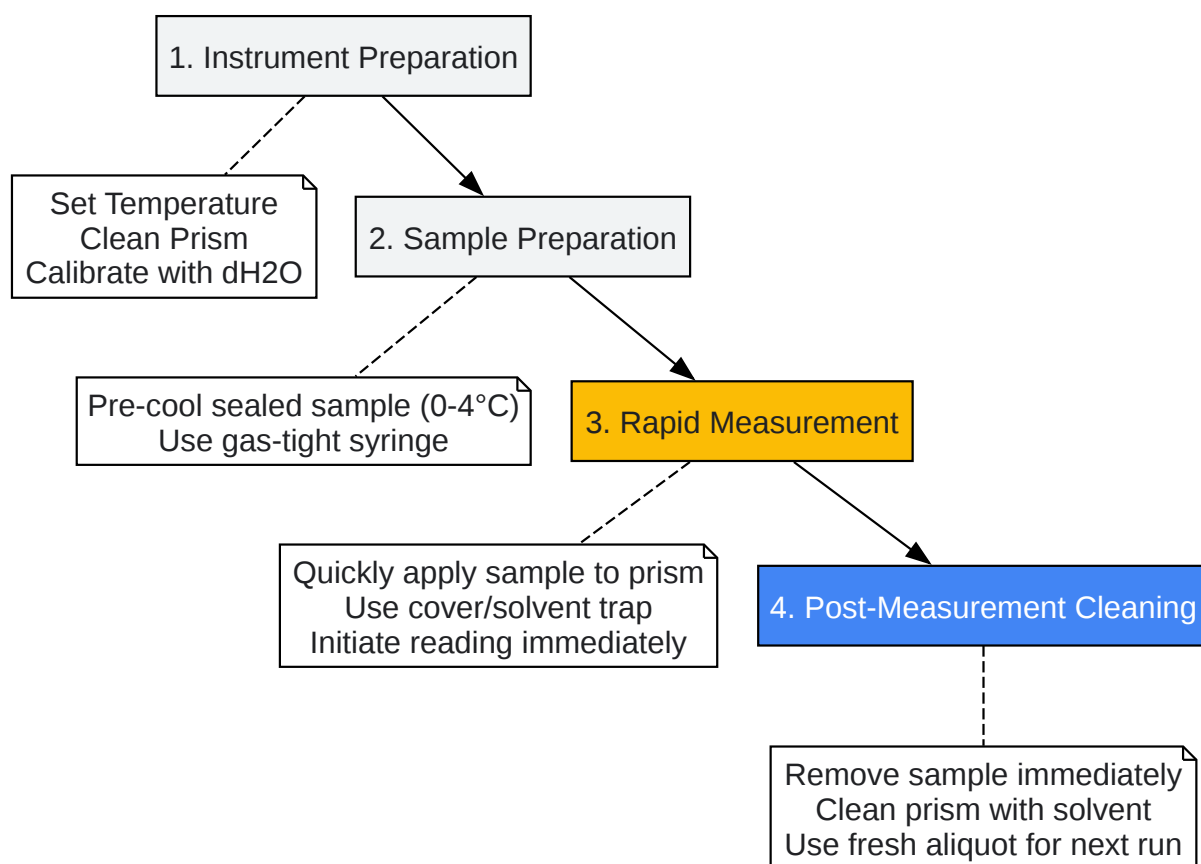 1. Instrument Preparation
Set Temperature
Clean Prism
Calibrate with dH2O
2. Sample Preparation
Pre-cool sealed sample (0-4°C)
Use gas-tight syringe
3. Rapid Measurement
Quickly apply sample to prism
Use cover/solvent trap
Initiate reading immediately
4. Post-Measurement Cleaning
Remove sample immediately
Clean prism with solvent
Use fresh aliquot for next run